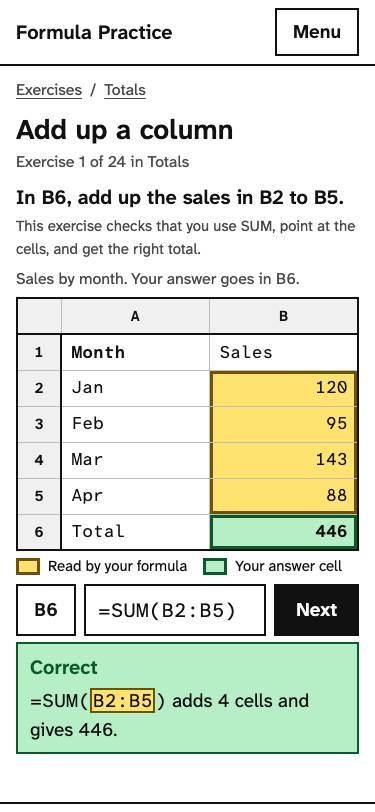 Formula Practice
Menu
Exercises / Totals
Add up a column
Exercise 1 of 24 in Totals
In B6, add up the sales in B2 to B5.
This exercise checks that you use SUM, point at the
cells, and get the right total.
Sales by month. Your answer goes in B6.
A B
1 Month Sales
2 Jan 120
3 Feb 95
4 Mar 143
5 Apr 88
6 Total 446
Read by your formula Your answer cell
B6 =SUM(B2:B5) Next
Correct
=SUM(B2:B5) adds 4 cells and
gives 446.